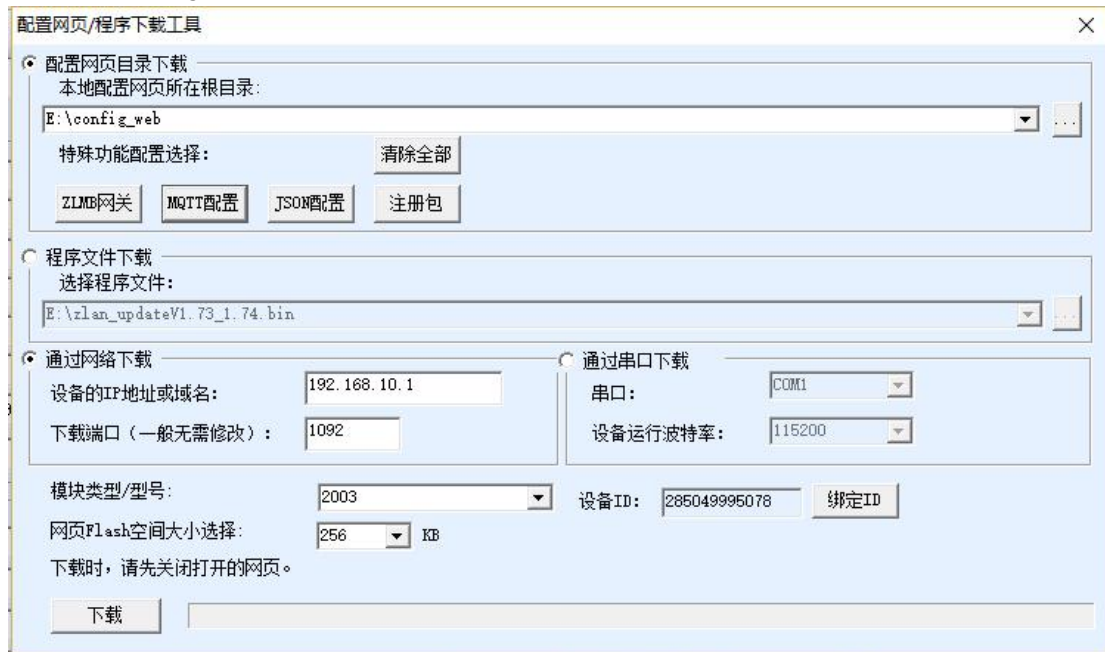 配置网页/程序下载工具
配置网页目录下载
本地配置网页所在根目录:
E:\config_web
...
特殊功能配置选择:
清除全部
ZLMB网关 MQTT配置 JSON配置 注册包
程序文件下载
选择程序文件:
E:\zlan_updateV1.73_1.74.bin
...
通过网络下载
设备的IP地址或域名: 192.168.10.1
下载端口(一般无需修改): 1092
通过串口下载
串口: COM1
设备运行波特率: 115200
模块类型/型号: 2003
设备ID: 285049995078 绑定ID
网页Flash空间大小选择: 256 KB
下载时,请先关闭打开的网页。
下载